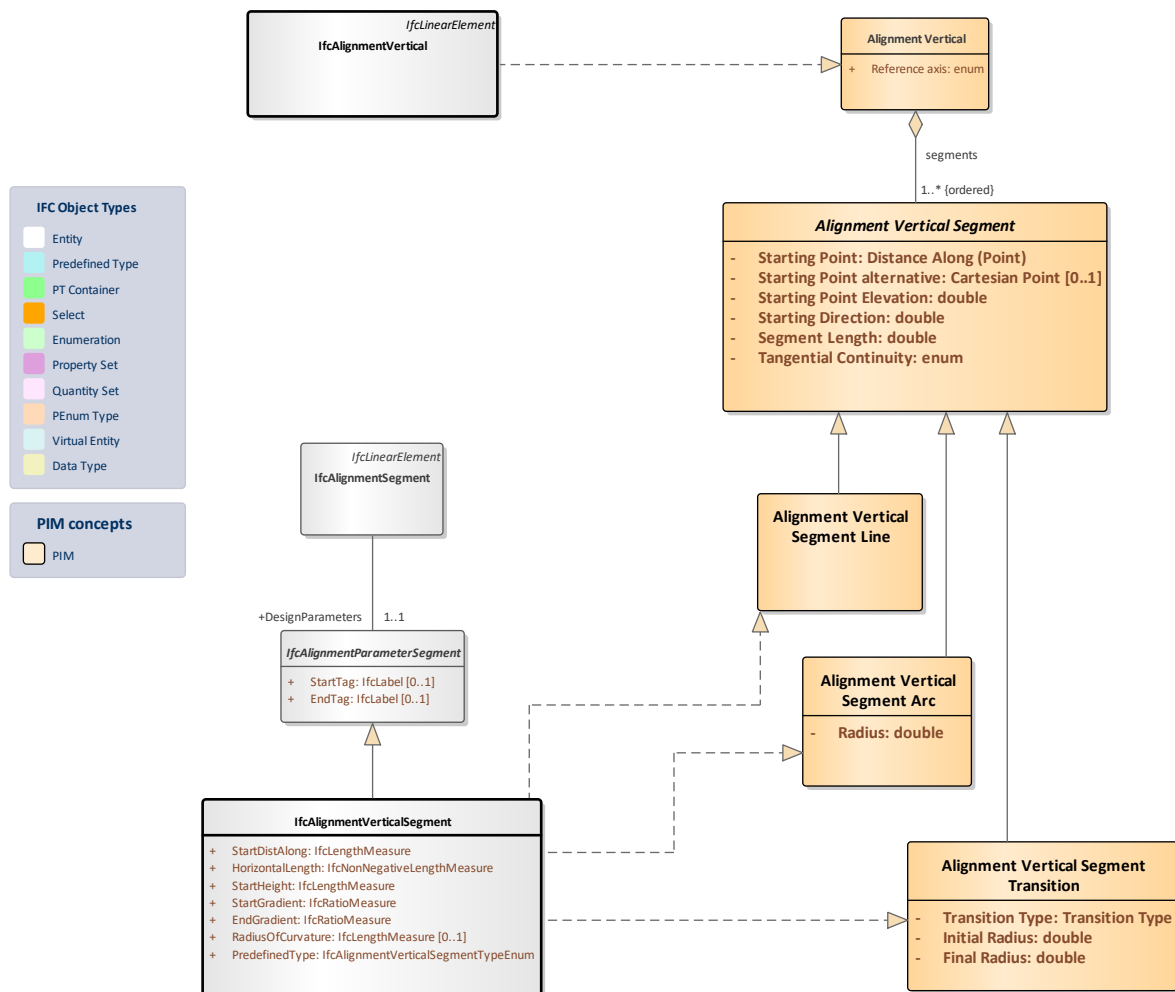 IfcLinearElement
IfcAlignmentVertical
Alignment Vertical
+ Reference axis: enum
segments
1..* {ordered}
IFC Object Types
Entity
Predefined Type
PT Container
Select
Enumeration
Property Set
Quantity Set
PEnum Type
Virtual Entity
Data Type
PIM concepts
PIM
Alignment Vertical Segment
- Starting Point: Distance Along (Point)
- Starting Point alternative: Cartesian Point [0..1]
- Starting Point Elevation: double
- Starting Direction: double
- Segment Length: double
- Tangential Continuity: enum
IfcLinearElement
IfcAlignmentSegment
+DesignParameters 1..1
IfcAlignmentParameterSegment
+ StartTag: IfcLabel [0..1]
+ EndTag: IfcLabel [0..1]
Alignment Vertical
Segment Line
Alignment Vertical
Segment Arc
- Radius: double
IfcAlignmentVerticalSegment
+ StartDistAlong: IfcLengthMeasure
+ HorizontalLength: IfcNonNegativeLengthMeasure
+ StartHeight: IfcLengthMeasure
+ StartGradient: IfcRatioMeasure
+ EndGradient: IfcRatioMeasure
+ RadiusOfCurvature: IfcLengthMeasure [0..1]
+ PredefinedType: IfcAlignmentVerticalSegmentTypeEnum
Alignment Vertical Segment
Transition
- Transition Type: Transition Type
- Initial Radius: double
- Final Radius: double